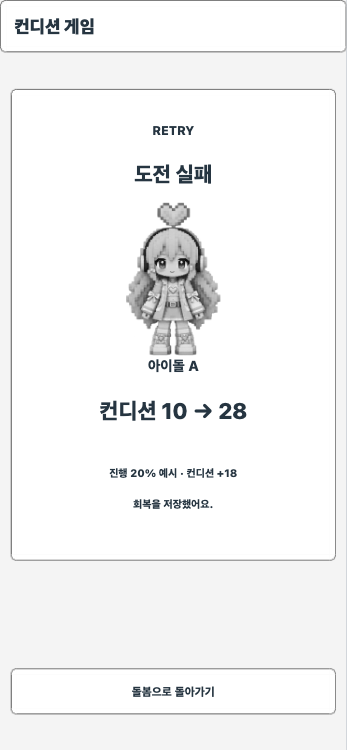 컨디션 게임
RETRY
도전 실패
아이돌 A
컨디션 10 → 28
진행 20% 예시 · 컨디션 +18
회복을 저장했어요.
돌봄으로 돌아가기